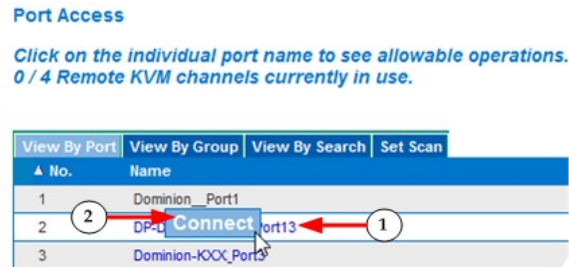 Port Access
Click on the individual port name to see allowable operations.
0 / 4 Remote KVM channels currently in use.
View By Port View By Group View By Search Set Scan
▲ No. Name
1 Dominion__Port1
2 DP-D Connect Port13 1
2
3 Dominion-KXX_Port3